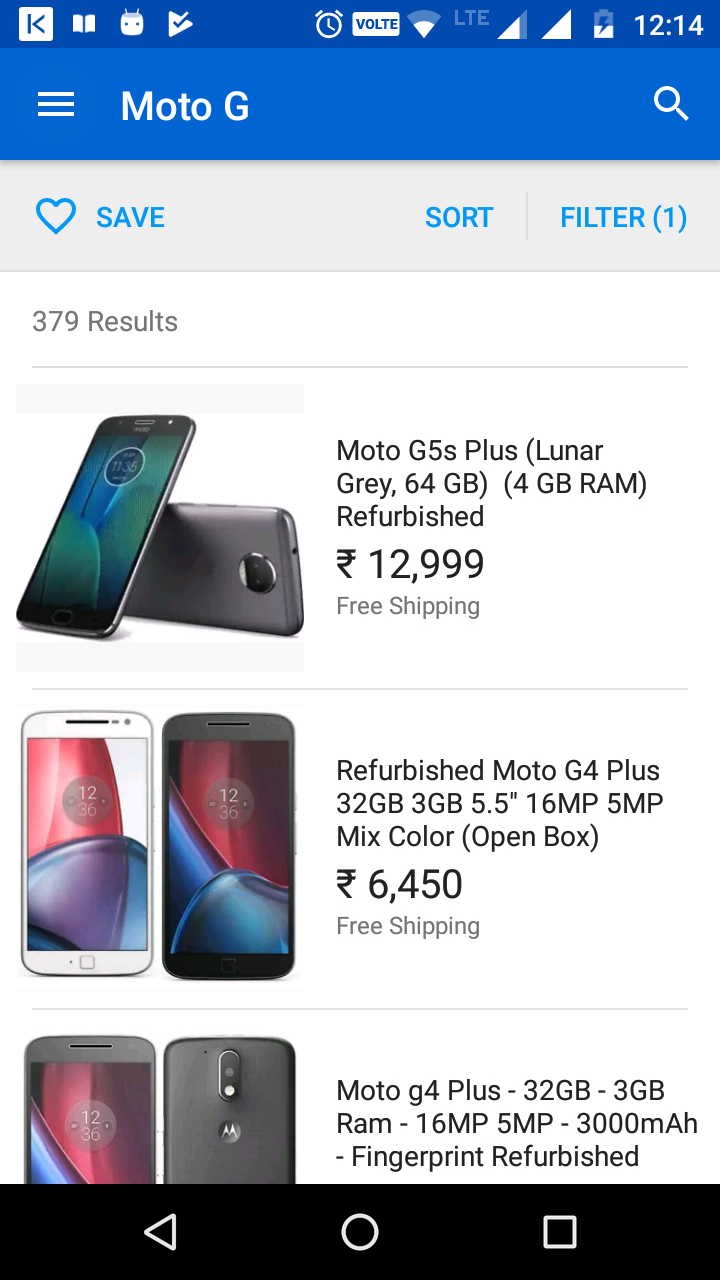 VOLTE LTE 12:14
Moto G
SAVE SORT FILTER (1)
379 Results
Moto G5s Plus (Lunar
Grey, 64 GB) (4 GB RAM)
Refurbished
₹ 12,999
Free Shipping
11:35
Refurbished Moto G4 Plus
32GB 3GB 5.5" 16MP 5MP
Mix Color (Open Box)
₹ 6,450
Free Shipping
12
36
12
36
Moto g4 Plus - 32GB - 3GB
Ram - 16MP 5MP - 3000mAh
- Fingerprint Refurbished
12
36